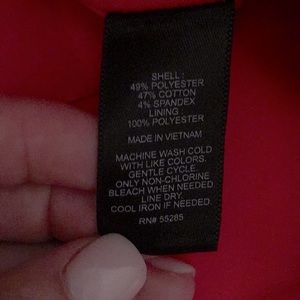 SHELL:
49% POLYESTER
47% COTTON
4% SPANDEX
LINING:
100% POLYESTER
MADE IN VIETNAM
MACHINE WASH COLD
WITH LIKE COLORS.
GENTLE CYCLE
ONLY NON-CHLORINE
BLEACH WHEN NEEDED
LINE DRY.
COOL IRON IF NEEDED.
RN# 55285